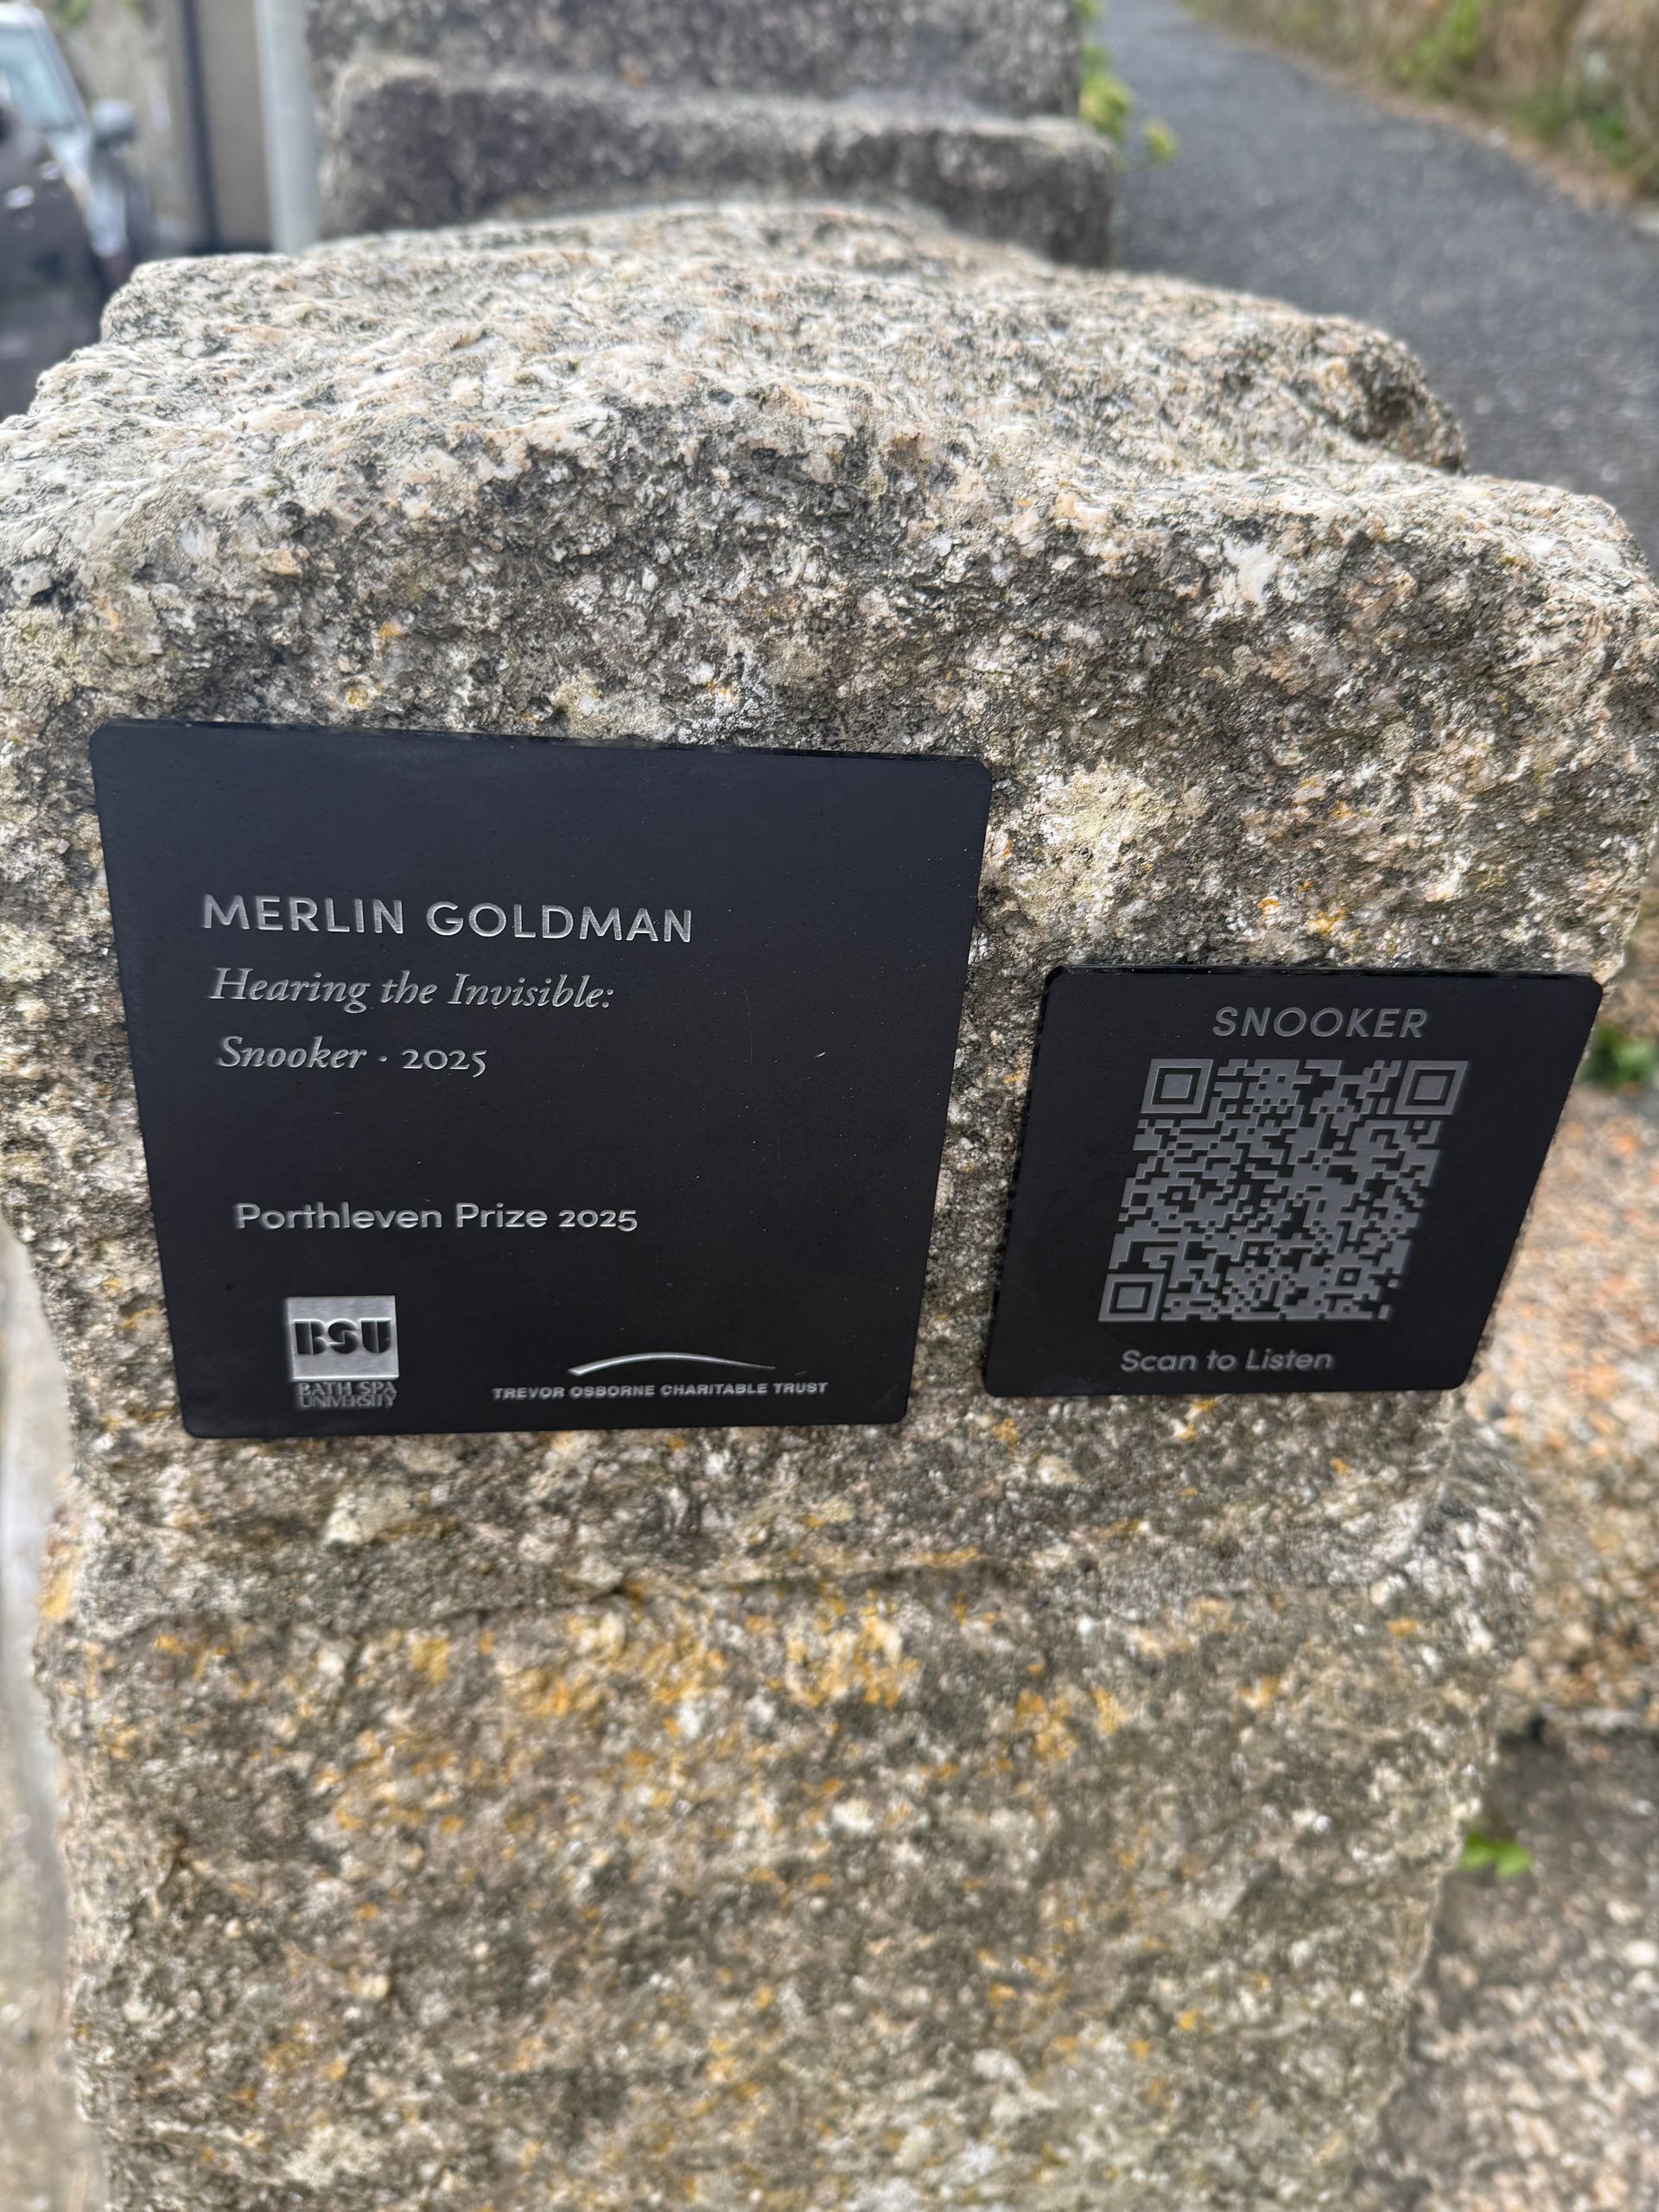 MERLIN GOLDMAN
Hearing the Invisible:
Snooker · 2025
Porthleven Prize 2025
BSU
BATH SPA
UNIVERSITY
TREVOR OSBORNE CHARITABLE TRUST
SNOOKER
Scan to Listen